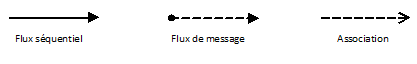 Flux séquentiel
Flux de message
Association